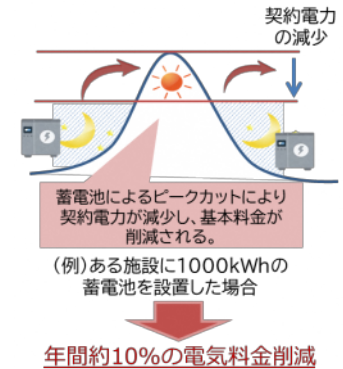 契約電力
の減少
蓄電池によるピークカットにより
契約電力が減少し、基本料金が
削減される。
（例）ある施設に1000kWhの
蓄電池を設置した場合
年間約10%の電気料金削減